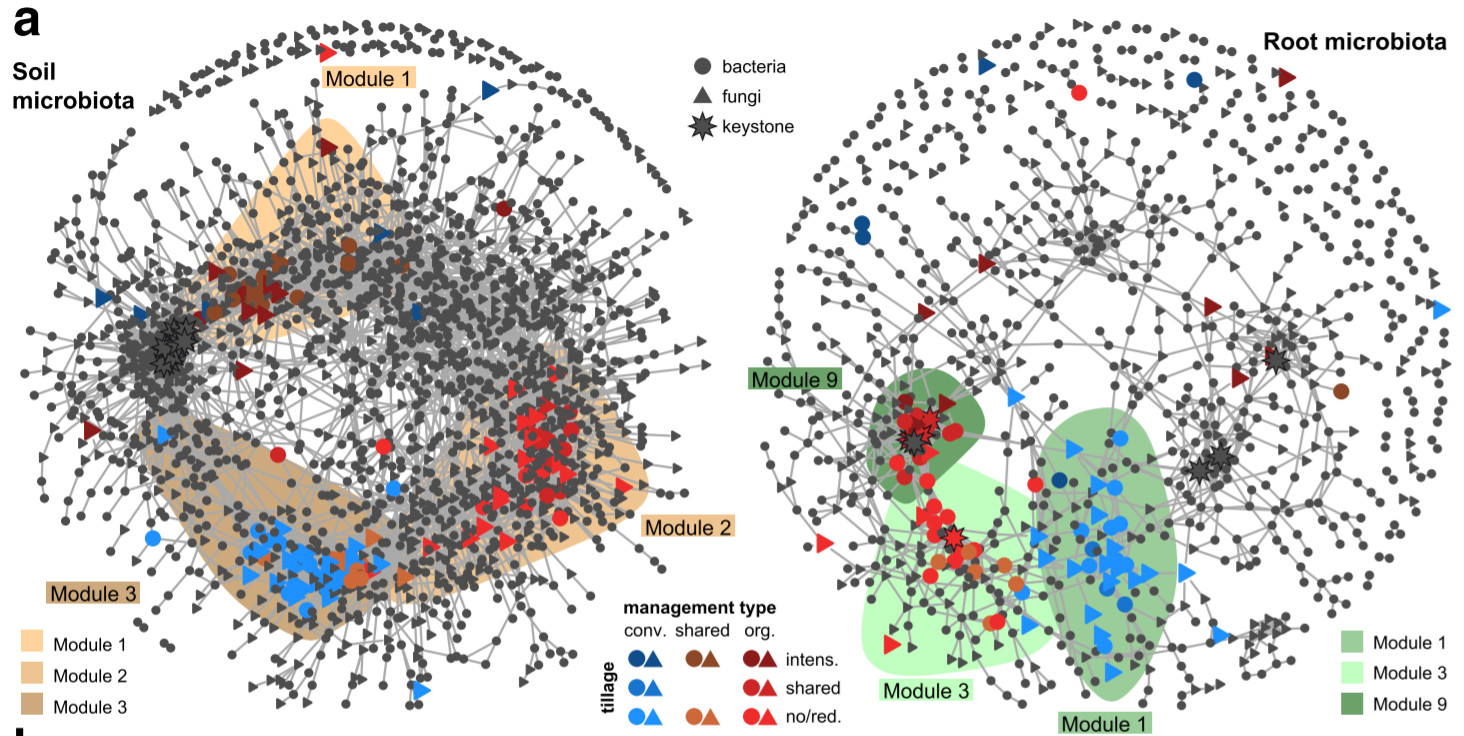 a
Soil
microbiota
Module 1
bacteria
fungi
keystone
Root microbiota
Module 9
Module 2
Module 3
Module 1
Module 2
Module 3
management type
conv. shared org.
tillage
intens.
shared
no/red.
Module 3
Module 1
Module 1
Module 3
Module 9